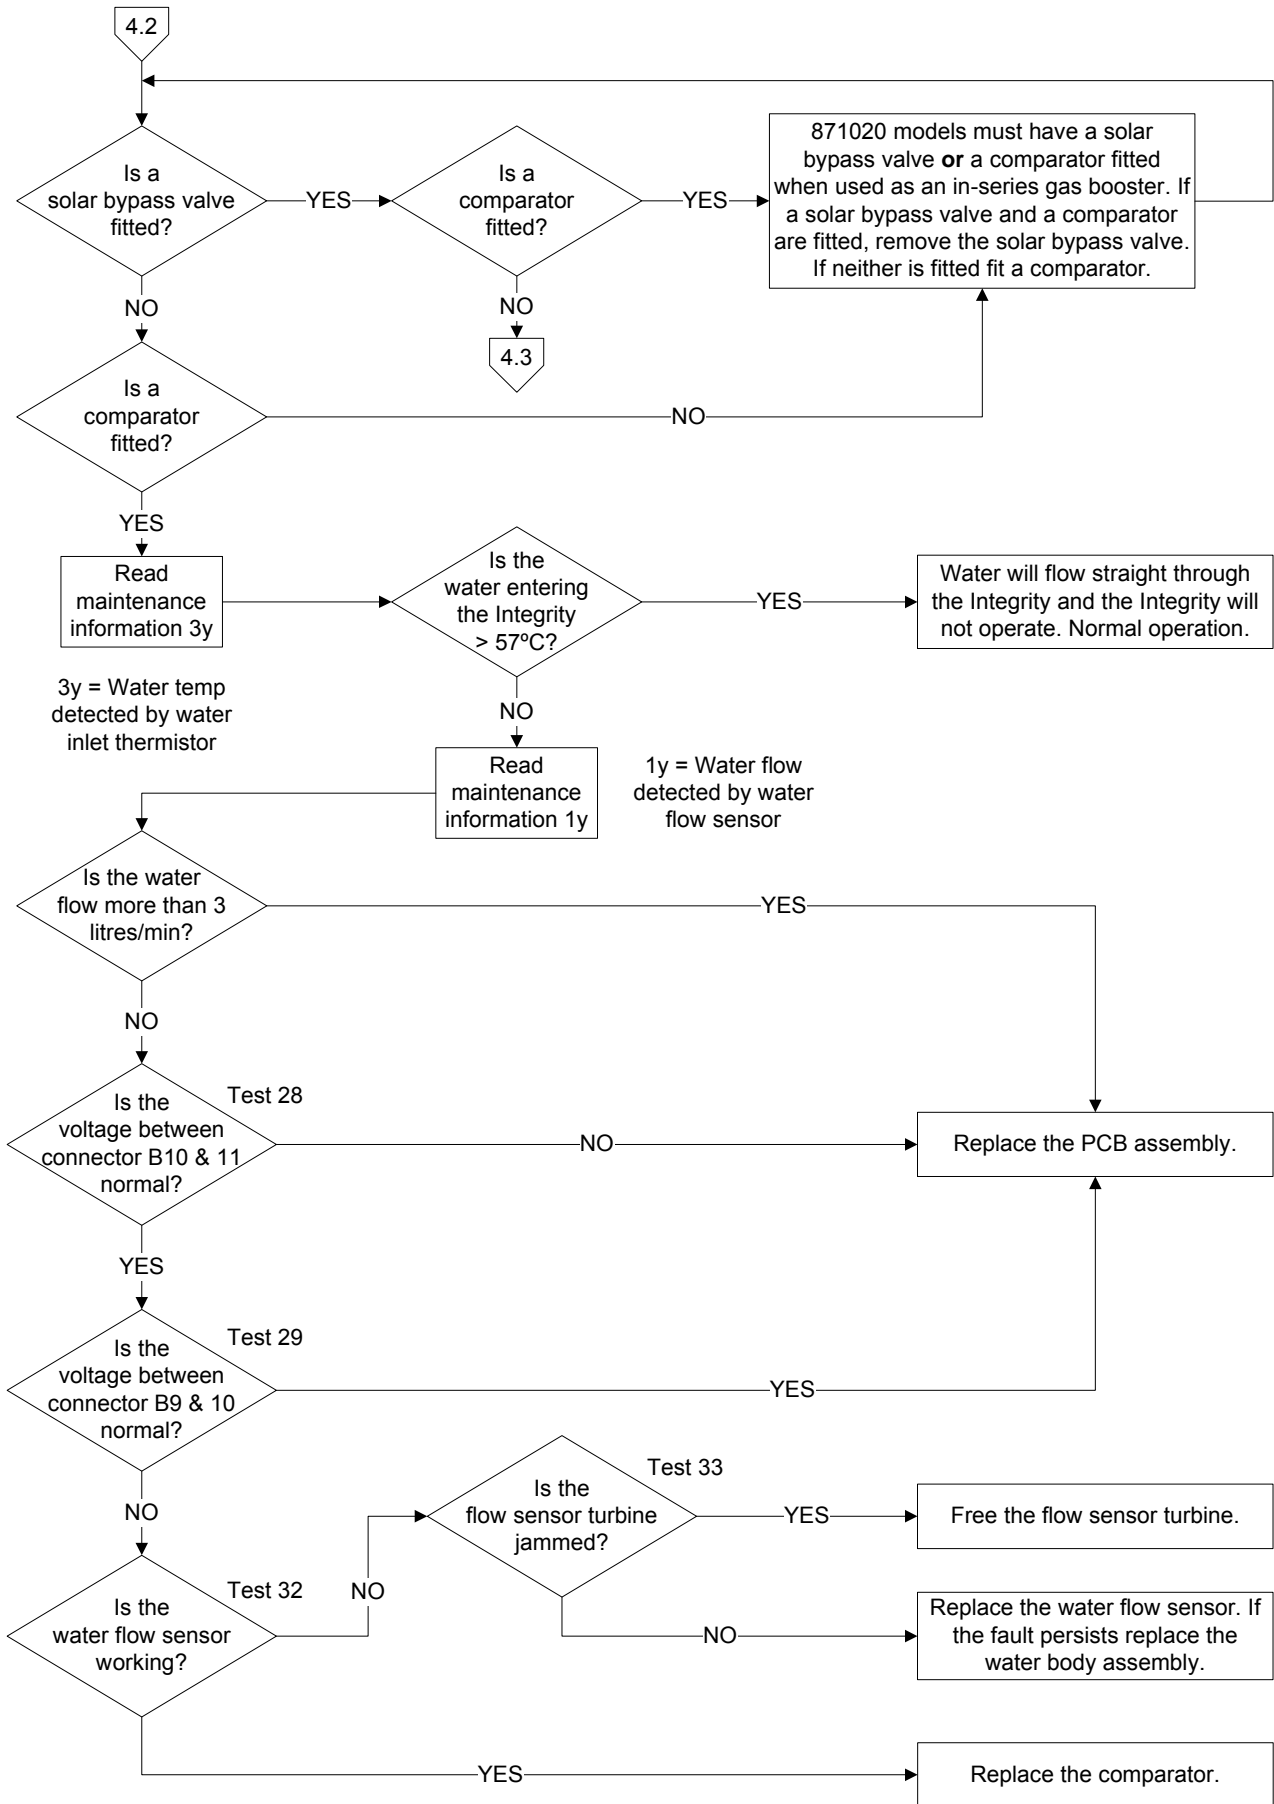 4.2
Is a
solar bypass valve
fitted?
YES
Is a
comparator
fitted?
YES
871020 models must have a solar
bypass valve or a comparator fitted
when used as an in-series gas booster. If
a solar bypass valve and a comparator
are fitted, remove the solar bypass valve.
If neither is fitted fit a comparator.
NO
NO
4.3
Is a
comparator
fitted?
NO
YES
Read
maintenance
information 3y
Is the
water entering
the Integrity
> 57ºC?
YES
Water will flow straight through
the Integrity and the Integrity will
not operate. Normal operation.
3y = Water temp
detected by water
inlet thermistor
NO
Read
maintenance
information 1y
1y = Water flow
detected by water
flow sensor
Is the water
flow more than 3
litres/min?
YES
NO
Test 28
Is the
voltage between
connector B10 & 11
normal?
NO
Replace the PCB assembly.
YES
Test 29
Is the
voltage between
connector B9 & 10
normal?
YES
NO
Test 33
Is the
flow sensor turbine
jammed?
YES
Free the flow sensor turbine.
Test 32
Is the
water flow sensor
working?
NO
NO
Replace the water flow sensor. If
the fault persists replace the
water body assembly.
YES
Replace the comparator.